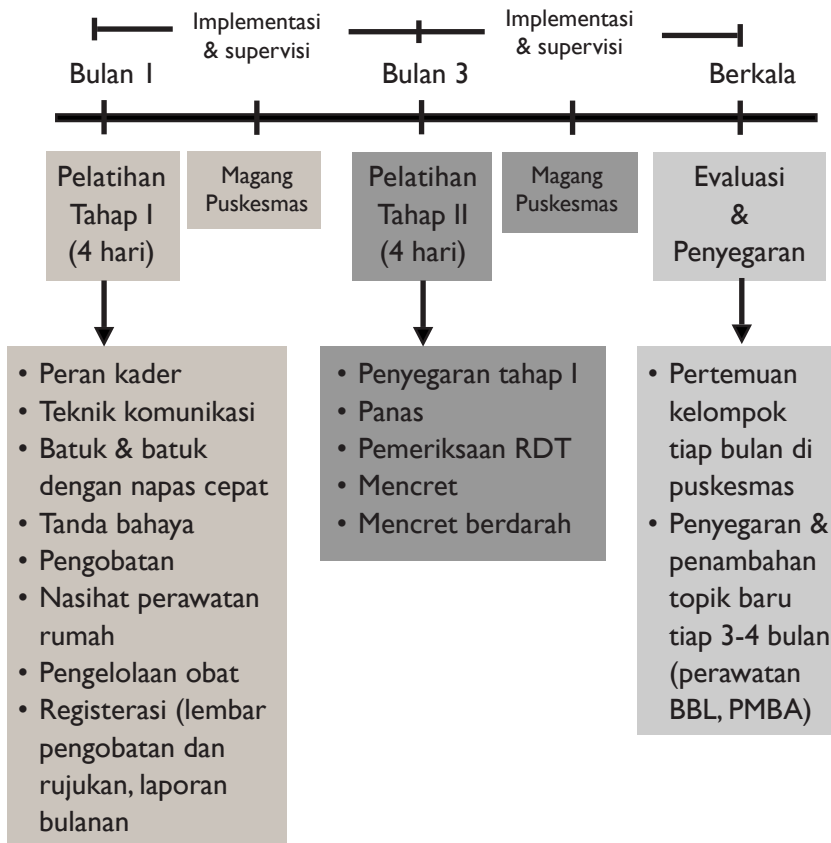 Implementasi
& supervisi
Implementasi
& supervisi
Bulan 1
Bulan 3
Berkala
Pelatihan
Tahap I
(4 hari)
Magang
Puskesmas
Pelatihan
Tahap II
(4 hari)
Magang
Puskesmas
Evaluasi
&
Penyegaran
• Peran kader
• Teknik komunikasi
• Batuk & batuk
dengan napas cepat
• Tanda bahaya
• Pengobatan
• Nasihat perawatan
rumah
• Pengelolaan obat
• Registerasi (lembar
pengobatan dan
rujukan, laporan
bulanan
• Penyegaran tahap I
• Panas
• Pemeriksaan RDT
• Mencret
• Mencret berdarah
• Pertemuan
kelompok
tiap bulan di
puskesmas
• Penyegaran &
penambahan
topik baru
tiap 3-4 bulan
(perawatan
BBL, PMBA)